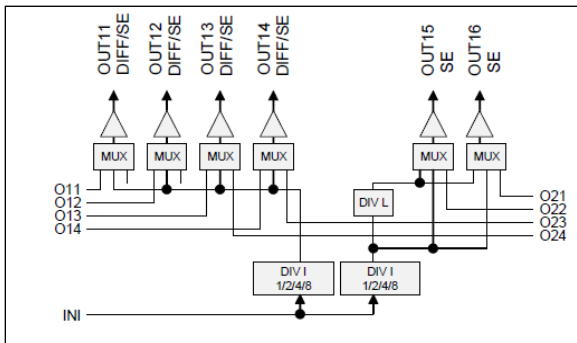 OUT11
DIFF/SE
OUT12
DIFF/SE
OUT13
DIFF/SE
OUT14
DIFF/SE
OUT15
SE
OUT16
SE
MUX
MUX
MUX
MUX
MUX
MUX
O11
O12
O13
O14
DIV L
O21
O22
O23
O24
DIV I
1/2/4/8
DIV I
1/2/4/8
INI